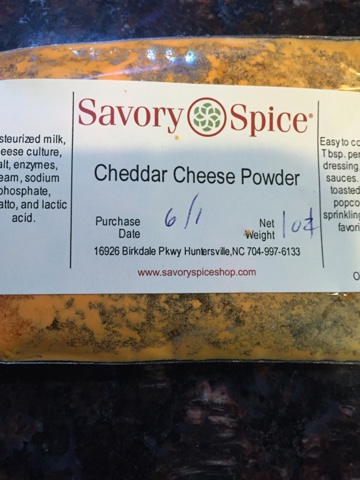 Savory Spice®
Cheddar Cheese Powder
Purchase Date 6/1
Net Weight 1oz
16926 Birkdale Pkwy Huntersville,NC 704-997-6133
www.savoryspiceshop.com
steurized milk,
eese culture,
alt, enzymes,
eam, sodium
phosphate,
atto, and lactic
acid.
Easy to co
Tbsp. per
dressing
sauces.
toasted
popco
sprinkling
favori